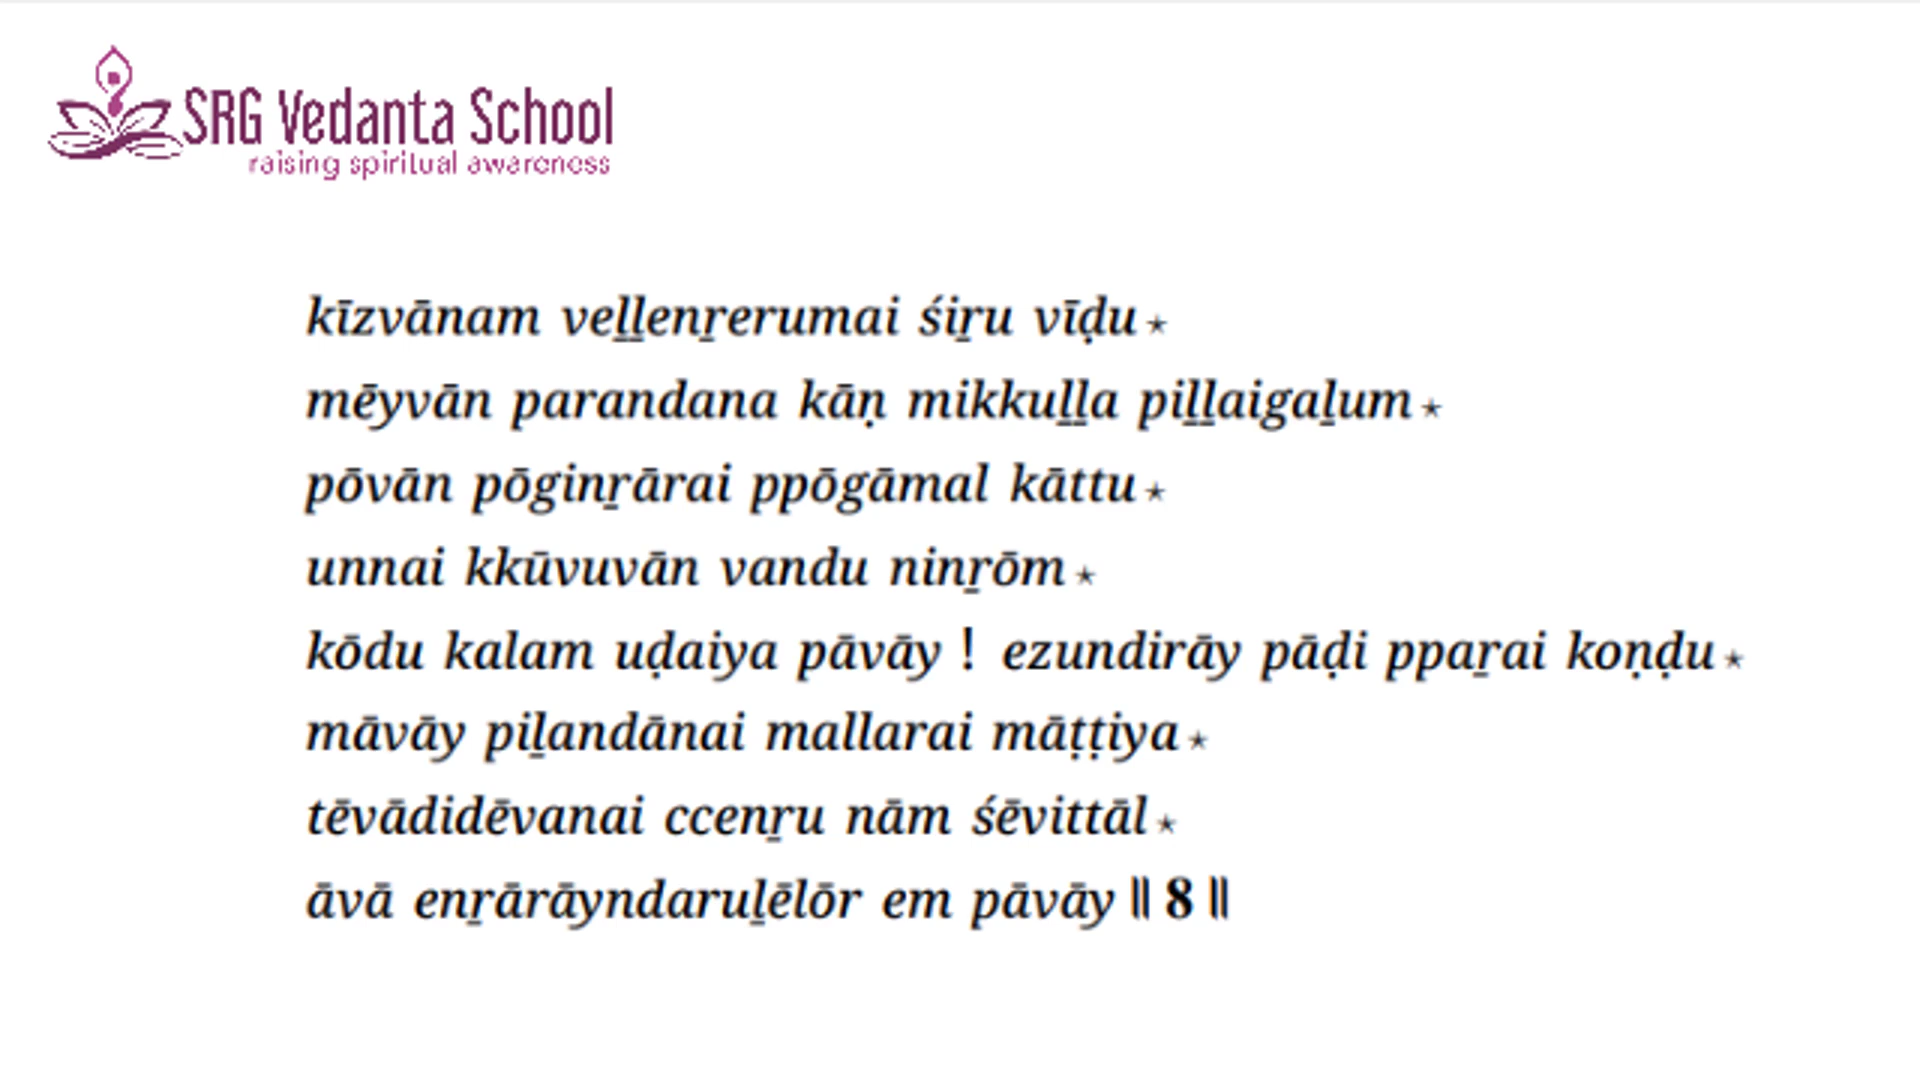 SRG Vedanta School
raising spiritual awareness
kīzvānam veḻḻenṟerumai śiṟu vīḍu⋆
mēyvān parandana kāṇ mikkuḻḻa piḻḻaigaḻum⋆
pōvān pōginṟārai ppōgāmal kāttu⋆
unnai kkūvuvān vandu ninṟōm⋆
kōdu kalam uḍaiya pāvāy ! ezundirāy pāḍi ppaṟai koṇḍu⋆
māvāy piḻandānai mallarai māṭṭiya⋆
tēvādidēvanai ccenṟu nām śēvittāl⋆
āvā enṟārāyndaruḻēlōr em pāvāy ǁ 8 ǁ